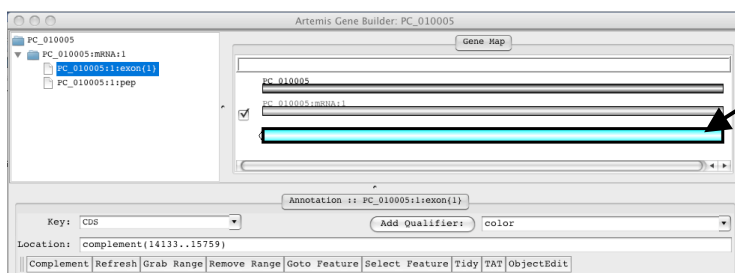 Artemis Gene Builder: PC_010005
PC_010005
PC_010005:mRNA:1
PC_010005:1:exon{1}
PC_010005:1:pep
Gene Map
PC_010005
PC_010005:mRNA:1
Annotation :: PC_010005:1:exon{1}
Key: CDS Add Qualifier: color
Location: complement(14133..15759)
Complement Refresh Grab Range Remove Range Goto Feature Select Feature Tidy TAT ObjectEdit